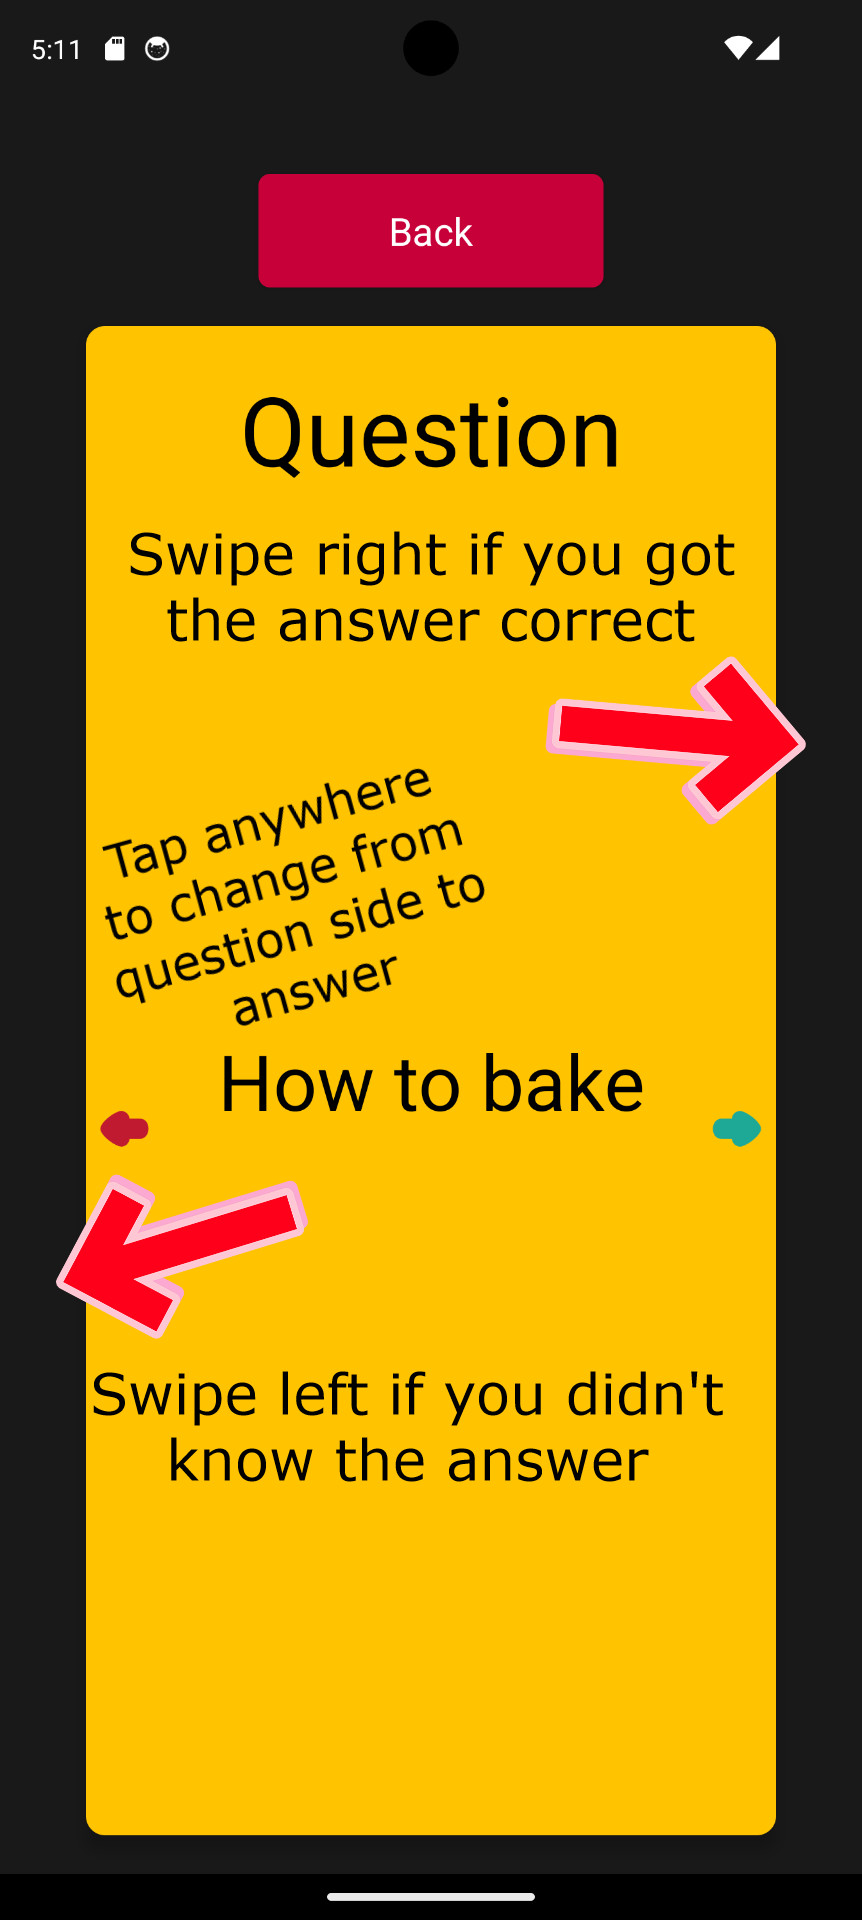 5:11
Back
Question
Swipe right if you got
the answer correct
Tap anywhere
to change from
question side to
answer
How to bake
Swipe left if you didn't
know the answer